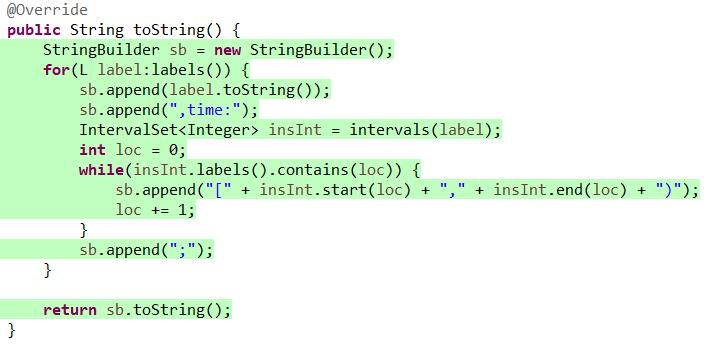 @Override
public String toString() {
    StringBuilder sb = new StringBuilder();
    for(L label:labels()) {
        sb.append(label.toString());
        sb.append(",time:");
        IntervalSet<Integer> insInt = intervals(label);
        int loc = 0;
        while(insInt.labels().contains(loc)) {
            sb.append("[" + insInt.start(loc) + "," + insInt.end(loc) + ")");
            loc += 1;
        }
        sb.append(";");
    }

    return sb.toString();
}